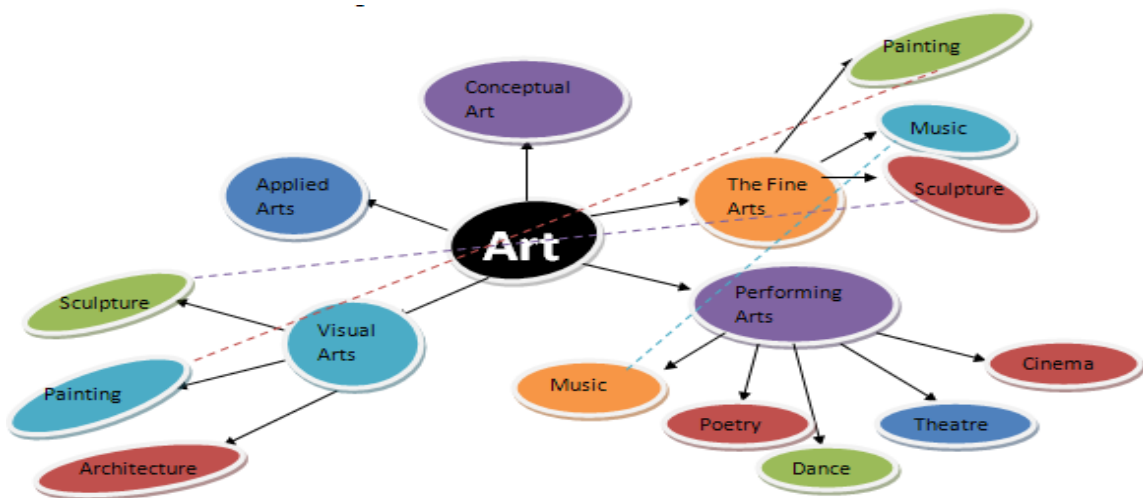 Painting
Conceptual
Art
Music
Applied
Arts
The Fine
Arts
Sculpture
Art
Sculpture
Visual
Arts
Performing
Arts
Painting
Music
Cinema
Poetry
Theatre
Architecture
Dance